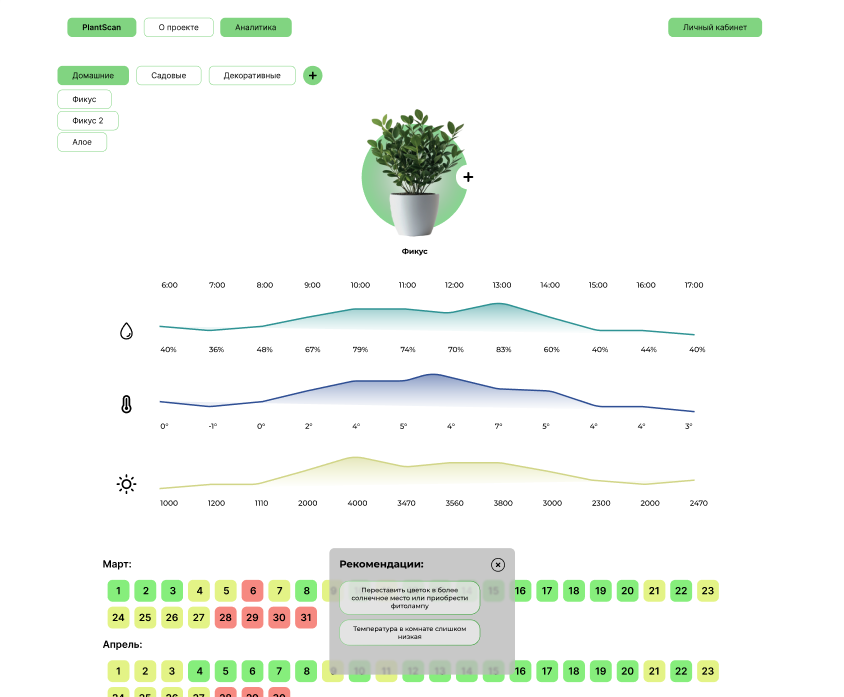 PlantScan О проекте Аналитика Личный кабинет
Домашние Садовые Декоративные +
Фикус
Фикус 2
Алое
+
Фикус
6:00 7:00 8:00 9:00 10:00 11:00 12:00 13:00 14:00 15:00 16:00 17:00
40% 36% 48% 67% 79% 74% 70% 83% 60% 40% 44% 40%
0° -1° 0° 2° 4° 5° 4° 7° 5° 4° 4° 3°
1000 1200 1110 2000 4000 3470 3560 3800 3000 2300 2000 2470
Рекомендации:
Переставить цветок в более
солнечное место или приобрести
фитолампу
Температура в комнате слишком
низкая
Март:
1 2 3 4 5 6 7 8 9 14 15 16 17 18 19 20 21 22 23
24 25 26 27 28 29 30 31
Апрель:
1 2 3 4 5 6 7 8 9 10 11 12 13 14 15 16 17 18 19 20 21 22 23
24 25 26 27 28 29 30